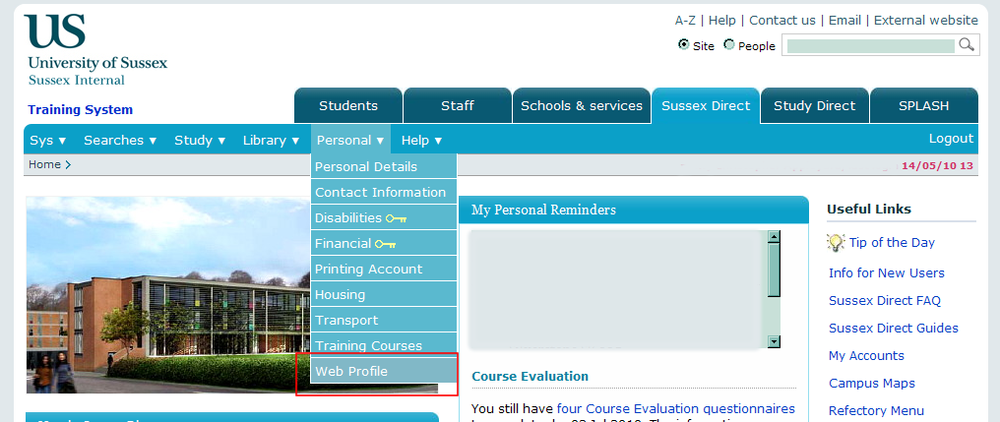 US
University of Sussex
Sussex Internal
A-Z | Help | Contact us | Email | External website
Site People
Training System
Students Staff Schools & services Sussex Direct Study Direct SPLASH
Sys ▼ Searches ▼ Study ▼ Library ▼ Personal ▼ Help ▼ Logout
Home > 14/05/10 13
Personal Details
Contact Information
Disabilities
Financial
Printing Account
Housing
Transport
Training Courses
Web Profile
My Personal Reminders
Course Evaluation
You still have four Course Evaluation questionnaires
Useful Links
Tip of the Day
Info for New Users
Sussex Direct FAQ
Sussex Direct Guides
My Accounts
Campus Maps
Refectory Menu